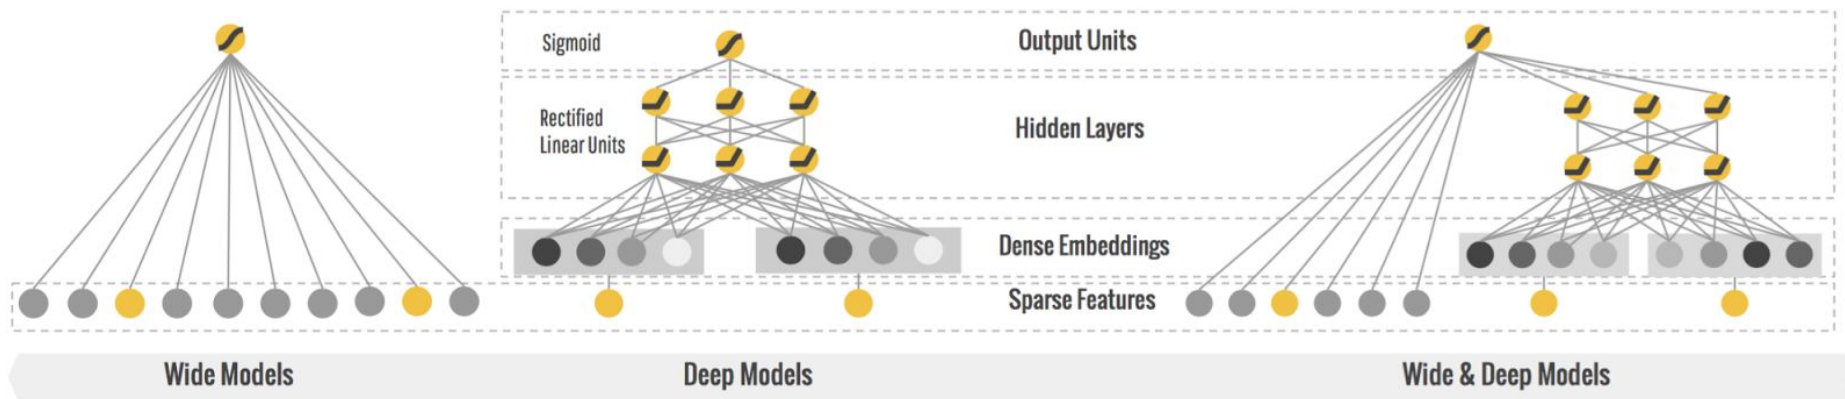 Sigmoid
Output Units
Rectified
Linear Units
Hidden Layers
Dense Embeddings
Sparse Features
Wide Models
Deep Models
Wide & Deep Models